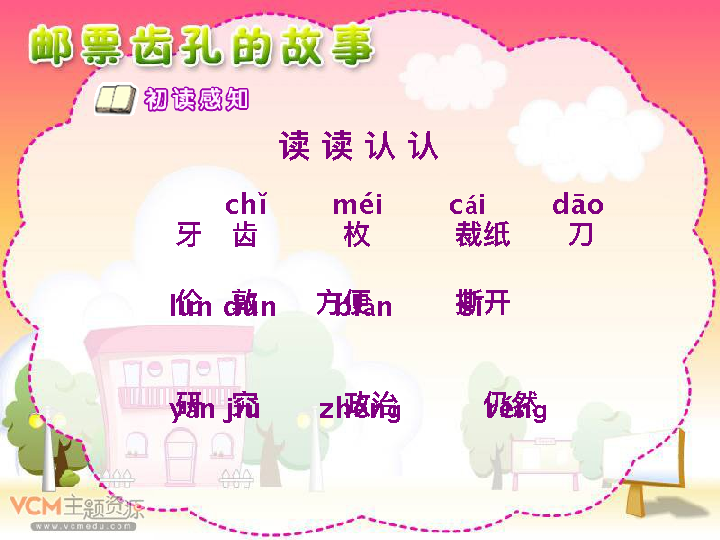 邮票齿孔的故事
初读感知
读读认认
chǐ méi cái dāo
牙 齿 枚 裁纸 刀
伦 敦 方便 撕开
lún dūn biàn sī
研 究 政治 仍然
yán jiū zhèng réng
VCM主题资源
www.vcmedu.com